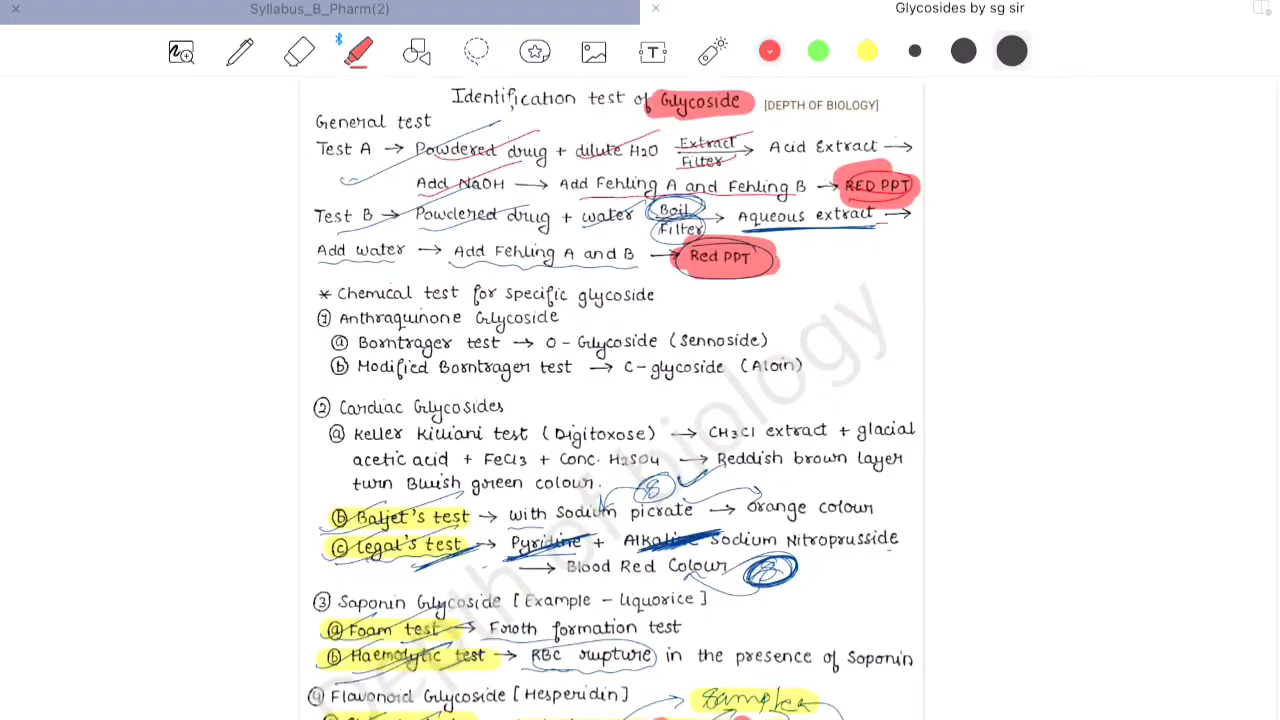 Syllabus_B_Pharm(2)
Glycosides by sg sir
Identification test of Glycoside [DEPTH OF BIOLOGY]
General test
Test A → Powdered drug + dilute H2O Extract Filter → Acid Extract →
Add NaOH → Add Fehling A and Fehling B → RED PPT
Test B → Powdered drug + water Boil Filter → Aqueous extract →
Add water → Add Fehling A and B → Red PPT
* Chemical test for specific glycoside
① Anthraquinone Glycoside
ⓐ Borntrager test → O-Glycoside (Sennoside)
ⓑ Modified Borntrager test → C-glycoside (Aloin)
② Cardiac Glycosides
ⓐ Keller Killiani test (Digitoxose) → CH3Cl extract + glacial
acetic acid + FeCl3 + Conc. H2SO4 → Reddish brown layer
turn Bluish green colour.
ⓑ Baljet's test → with Sodium picrate → orange colour
ⓒ Legal's test → Pyridine + Alkaline Sodium Nitroprusside
→ Blood Red Colour
③ Saponin Glycoside [Example - Liquorice]
ⓐ Foam test → Froth formation test
ⓑ Haemolytic test → RBC rupture in the presence of Saponin
④ Flavonoid Glycoside [Hesperidin]
Depth of biology